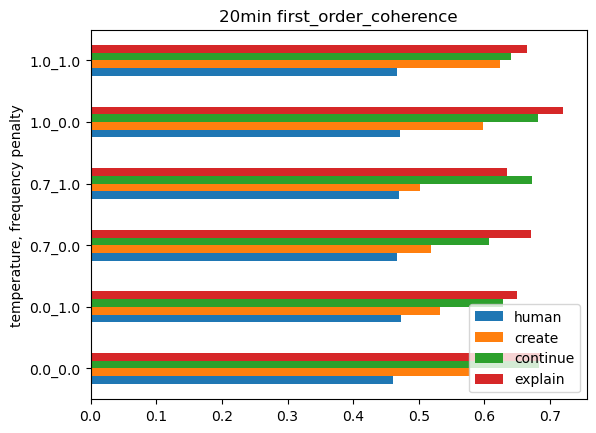 20min first_order_coherence
temperature, frequency penalty
1.0_1.0
1.0_0.0
0.7_1.0
0.7_0.0
0.0_1.0
0.0_0.0
human
create
continue
explain
0.0 0.1 0.2 0.3 0.4 0.5 0.6 0.7